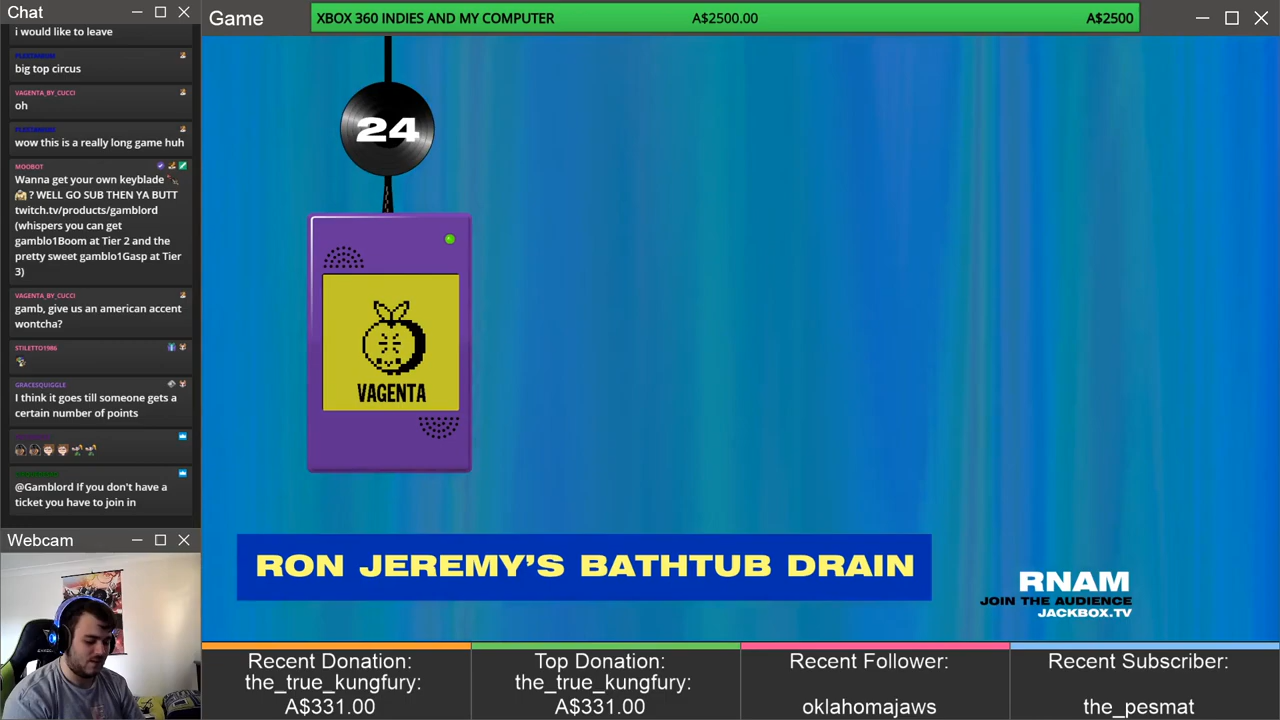 Chat
i would like to leave
big top circus
VAGENTA_BY_CUCCI
oh
wow this is a really long game huh
MOOBOT
Wanna get your own keyblade
? WELL GO SUB THEN YA BUTT
twitch.tv/products/gamblord
(whispers you can get
gamblo1Boom at Tier 2 and the
pretty sweet gamblo1Gasp at Tier
3)
VAGENTA_BY_CUCCI
gamb, give us an american accent
wontcha?
STILETTO1986
GRACESQUIGGLE
I think it goes till someone gets a
certain number of points
@Gamblord If you don't have a
ticket you have to join in
Webcam
Game
XBOX 360 INDIES AND MY COMPUTER A$2500.00 A$2500
24
VAGENTA
RON JEREMY'S BATHTUB DRAIN
RNAM
JOIN THE AUDIENCE
JACKBOX.TV
Recent Donation:
the_true_kungfury:
A$331.00
Top Donation:
the_true_kungfury:
A$331.00
Recent Follower:
oklahomajaws
Recent Subscriber:
the_pesmat